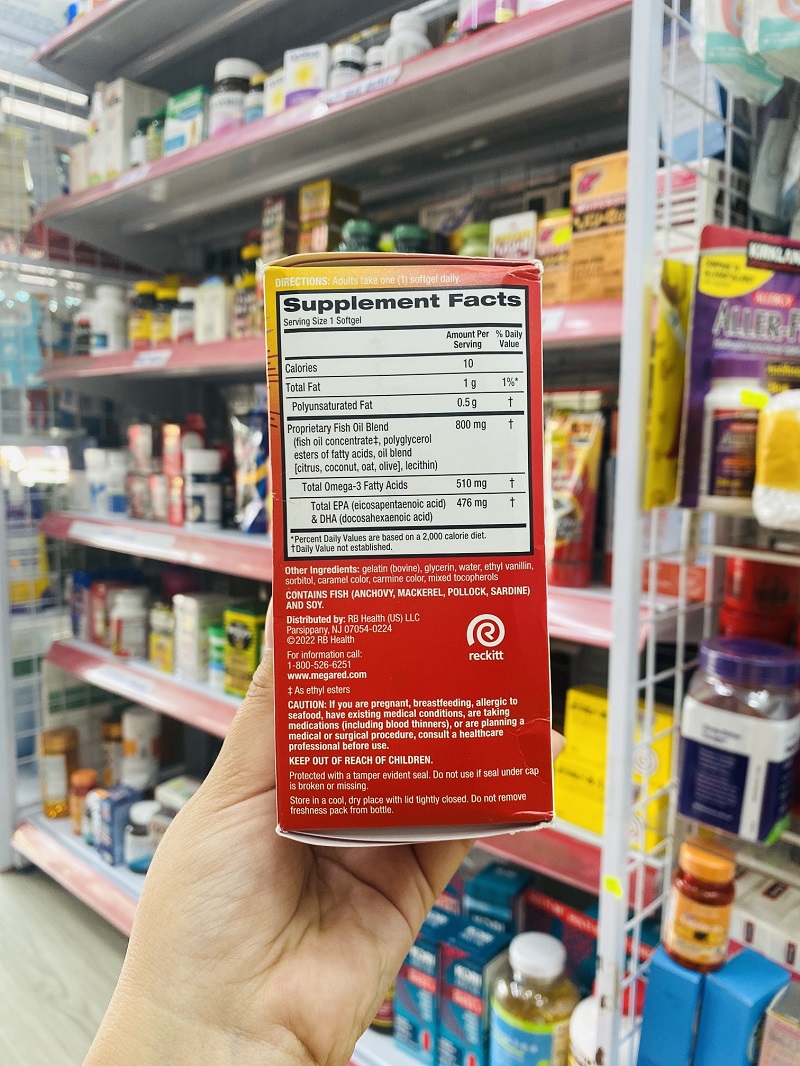 DIRECTIONS: Adults take one (1) softgel daily.
Supplement Facts
Serving Size 1 Softgel
Amount Per Serving % Daily Value
Calories 10
Total Fat 1 g 1%*
Polyunsaturated Fat 0.5 g †
Proprietary Fish Oil Blend 800 mg †
(fish oil concentrate‡, polyglycerol
esters of fatty acids, oil blend
[citrus, coconut, oat, olive], lecithin)
Total Omega-3 Fatty Acids 510 mg †
Total EPA (eicosapentaenoic acid) 476 mg †
& DHA (docosahexaenoic acid)
*Percent Daily Values are based on a 2,000 calorie diet.
†Daily Value not established.
Other Ingredients: gelatin (bovine), glycerin, water, ethyl vanillin,
sorbitol, caramel color, carmine color, mixed tocopherols
CONTAINS FISH (ANCHOVY, MACKEREL, POLLOCK, SARDINE)
AND SOY.
Distributed by: RB Health (US) LLC
Parsippany, NJ 07054-0224
©2022 RB Health
reckitt
For information call:
1-800-526-6251
www.megared.com
‡ As ethyl esters
CAUTION: If you are pregnant, breastfeeding, allergic to
seafood, have existing medical conditions, are taking
medications (including blood thinners), or are planning a
medical or surgical procedure, consult a healthcare
professional before use.
KEEP OUT OF REACH OF CHILDREN.
Protected with a tamper evident seal. Do not use if seal under cap
is broken or missing.
Store in a cool, dry place with lid tightly closed. Do not remove
freshness pack from bottle.
KIRKLAN
ALLER-F